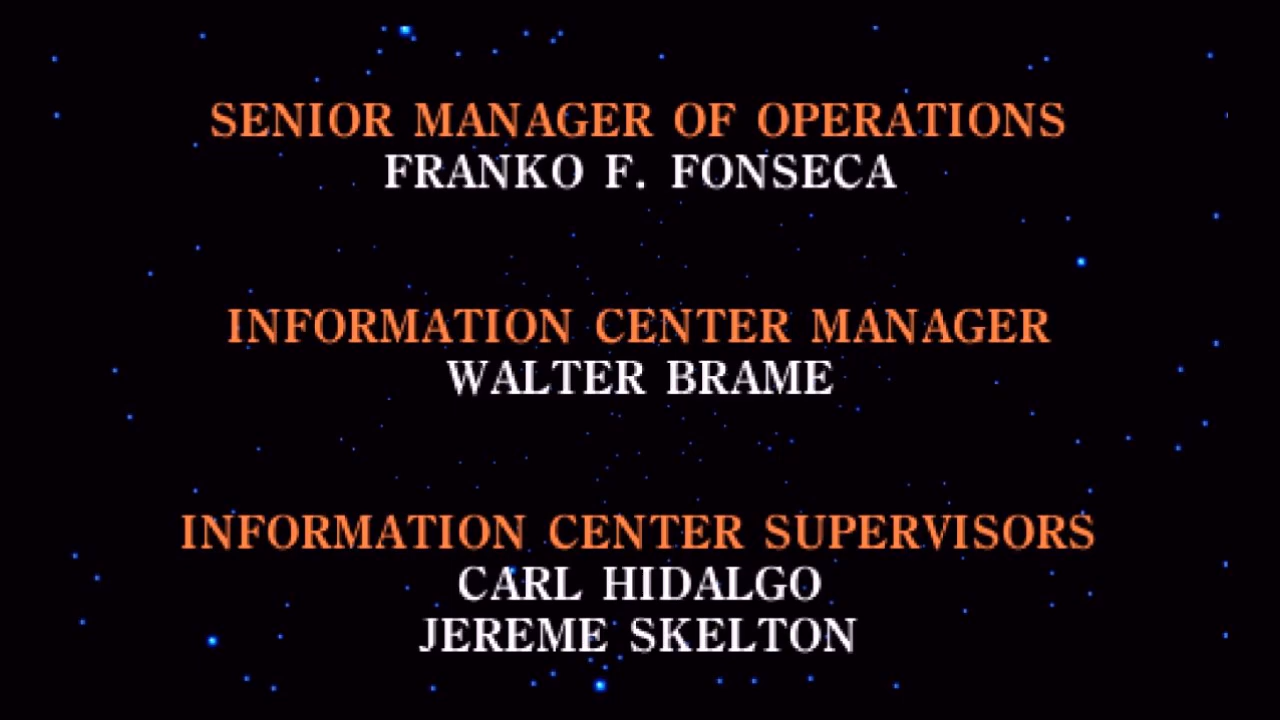 SENIOR MANAGER OF OPERATIONS
FRANKO F. FONSECA
INFORMATION CENTER MANAGER
WALTER BRAME
INFORMATION CENTER SUPERVISORS
CARL HIDALGO
JEREME SKELTON